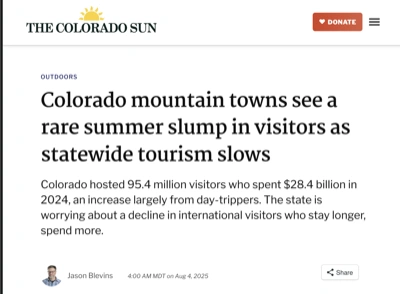 THE COLORADO SUN
DONATE
OUTDOORS
Colorado mountain towns see a
rare summer slump in visitors as
statewide tourism slows
Colorado hosted 95.4 million visitors who spent $28.4 billion in
2024, an increase largely from day-trippers. The state is
worrying about a decline in international visitors who stay longer,
spend more.
Jason Blevins 4:00 AM MDT on Aug 4, 2025
Share